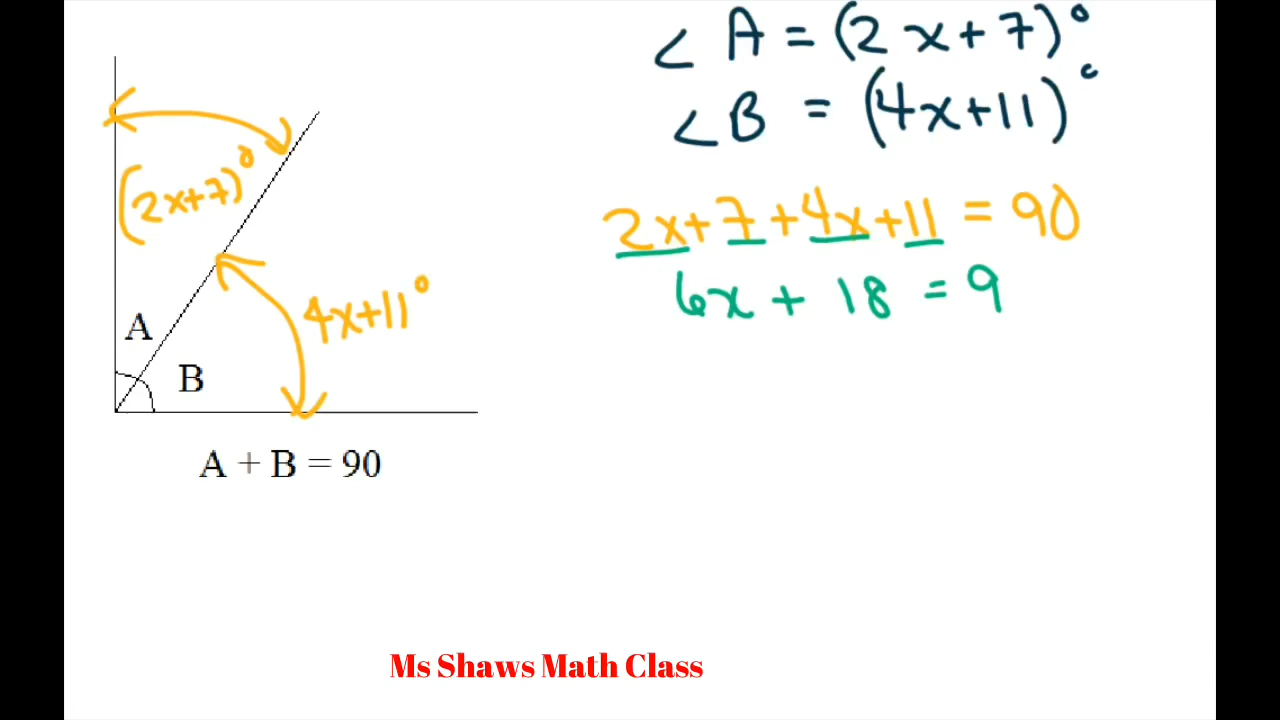 ∠ A = (2x+7)°
∠ B = (4x+11)°
(2x+7)°
2x+7+4x+11 = 90
6x + 18 = 9
4x+11°
A
B
A + B = 90
Ms Shaws Math Class